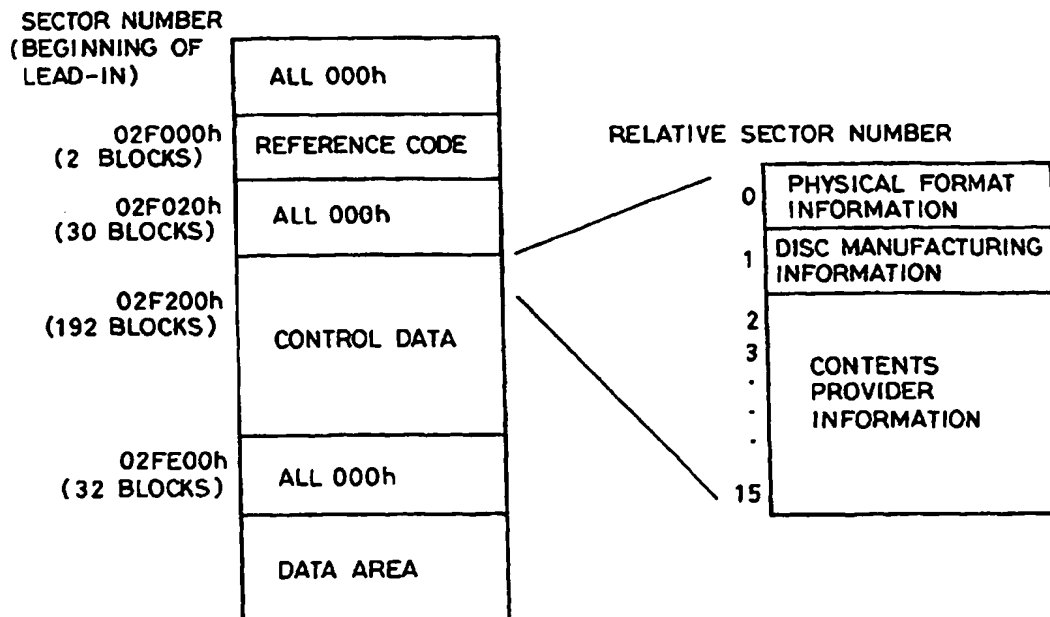 SECTOR NUMBER
(BEGINNING OF
LEAD-IN)
ALL 000h
02F000h
(2 BLOCKS)
REFERENCE CODE
02F020h
(30 BLOCKS)
ALL 000h
02F200h
(192 BLOCKS)
CONTROL DATA
02FE00h
(32 BLOCKS)
ALL 000h
DATA AREA
RELATIVE SECTOR NUMBER
0
PHYSICAL FORMAT
INFORMATION
1
DISC MANUFACTURING
INFORMATION
2
3
.
.
.
15
CONTENTS
PROVIDER
INFORMATION